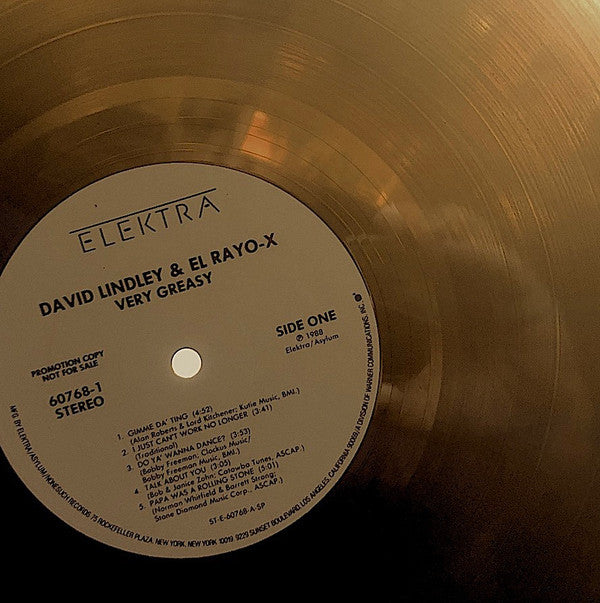 ELEKTRA
DAVID LINDLEY & EL RAYO-X
VERY GREASY
PROMOTION COPY
NOT FOR SALE
60768-1
STEREO
SIDE ONE
℗ 1988
Elektra/Asylum
1. GIMME DA' TING (4:52)
(Alan Roberts & Lord Kitchener; Kutie Music, BMI.)
2. I JUST CAN'T WORK NO LONGER (3:41)
(Traditional)
3. DO YA' WANNA DANCE? (3:53)
(Bobby Freeman, Clockus Music/
Bobby Freeman Music, BMI.)
4. TALK ABOUT YOU (3:05)
(Bob & Janice Zohn; Catawba Tunes, ASCAP.)
5. PAPA WAS A ROLLING STONE (5:01)
(Norman Whitfield & Barrett Strong;
Stone Diamond Music Corp., ASCAP.)
ST-E-60768-A-SP
MFG. BY ELEKTRA/ASYLUM/NONESUCH RECORDS 75 ROCKEFELLER PLAZA, NEW YORK, NEW YORK 10019 9229 SUNSET BOULEVARD LOS ANGELES, CALIFORNIA 90069/A DIVISION OF WARNER COMMUNICATIONS, INC.